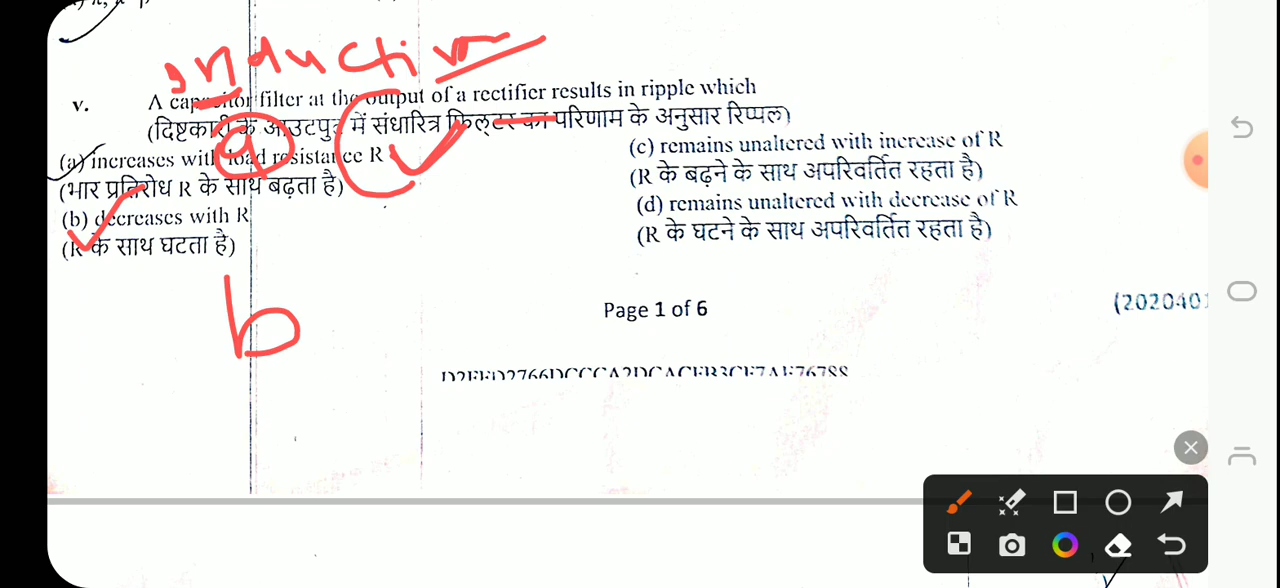 Inductive
v. A capacitor filter at the output of a rectifier results in ripple which
(दिष्टकारी के आउटपुट में संधारित्र फिल्टर का परिणाम के अनुसार रिप्पल)
a
(a) increases with load resistance R
(भार प्रतिरोध R के साथ बढ़ता है)
(b) decreases with R
(R के साथ घटता है)
(c) remains unaltered with increase of R
(R के बढ़ने के साथ अपरिवर्तित रहता है)
(d) remains unaltered with decrease of R
(R के घटने के साथ अपरिवर्तित रहता है)
b
Page 1 of 6
(2020401